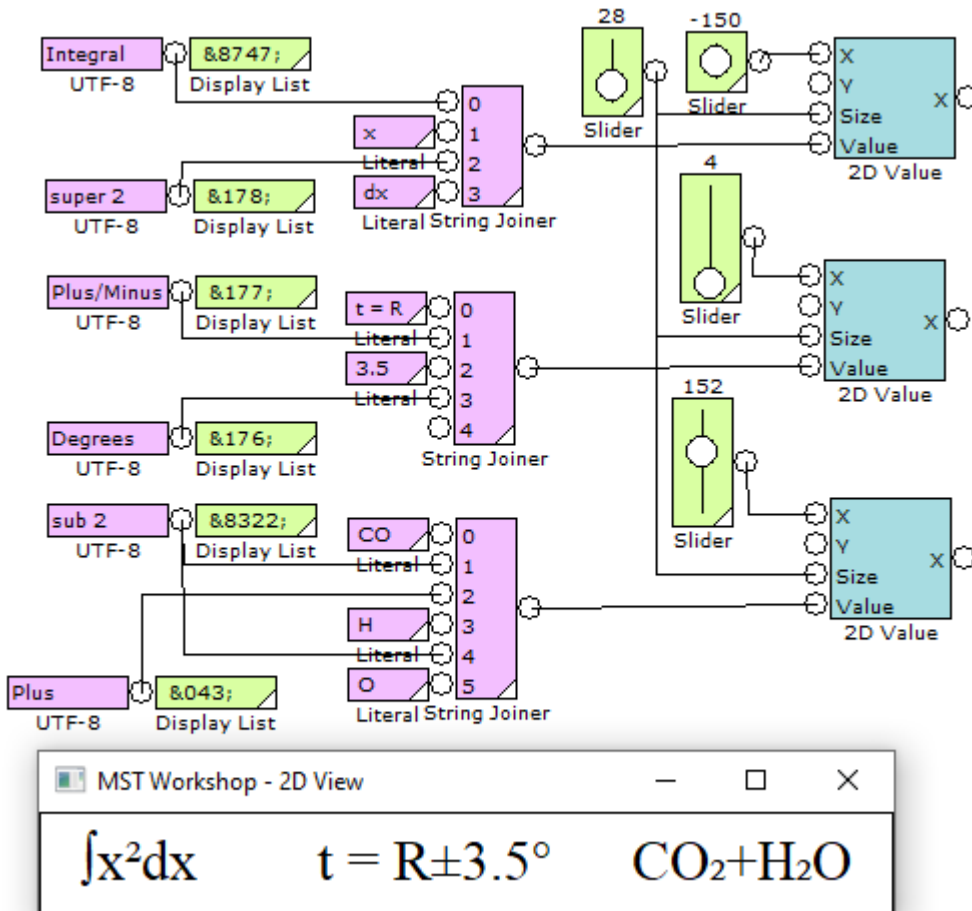 28 -150
Integral &8747; X
UTF-8 Display List Y
Slider Slider Size X
0 Value
x 1 2D Value
Literal 2
super 2 &178; dx 3
UTF-8 Display List Literal String Joiner
4
Plus/Minus &177; X
UTF-8 Display List Y
t = R 0 Slider Size X
Literal 1 Value
3.5 2 2D Value
Literal 3
Degrees &176; 4
UTF-8 Display List String Joiner
152
sub 2 &8322; X
UTF-8 Display List Y
CO 0 Slider Size X
Literal 1 Value
2 2D Value
H 3
Literal 4
Plus &043; O 5
UTF-8 Display List Literal String Joiner
MST Workshop - 2D View
∫x²dx t = R±3.5° CO₂+H₂O